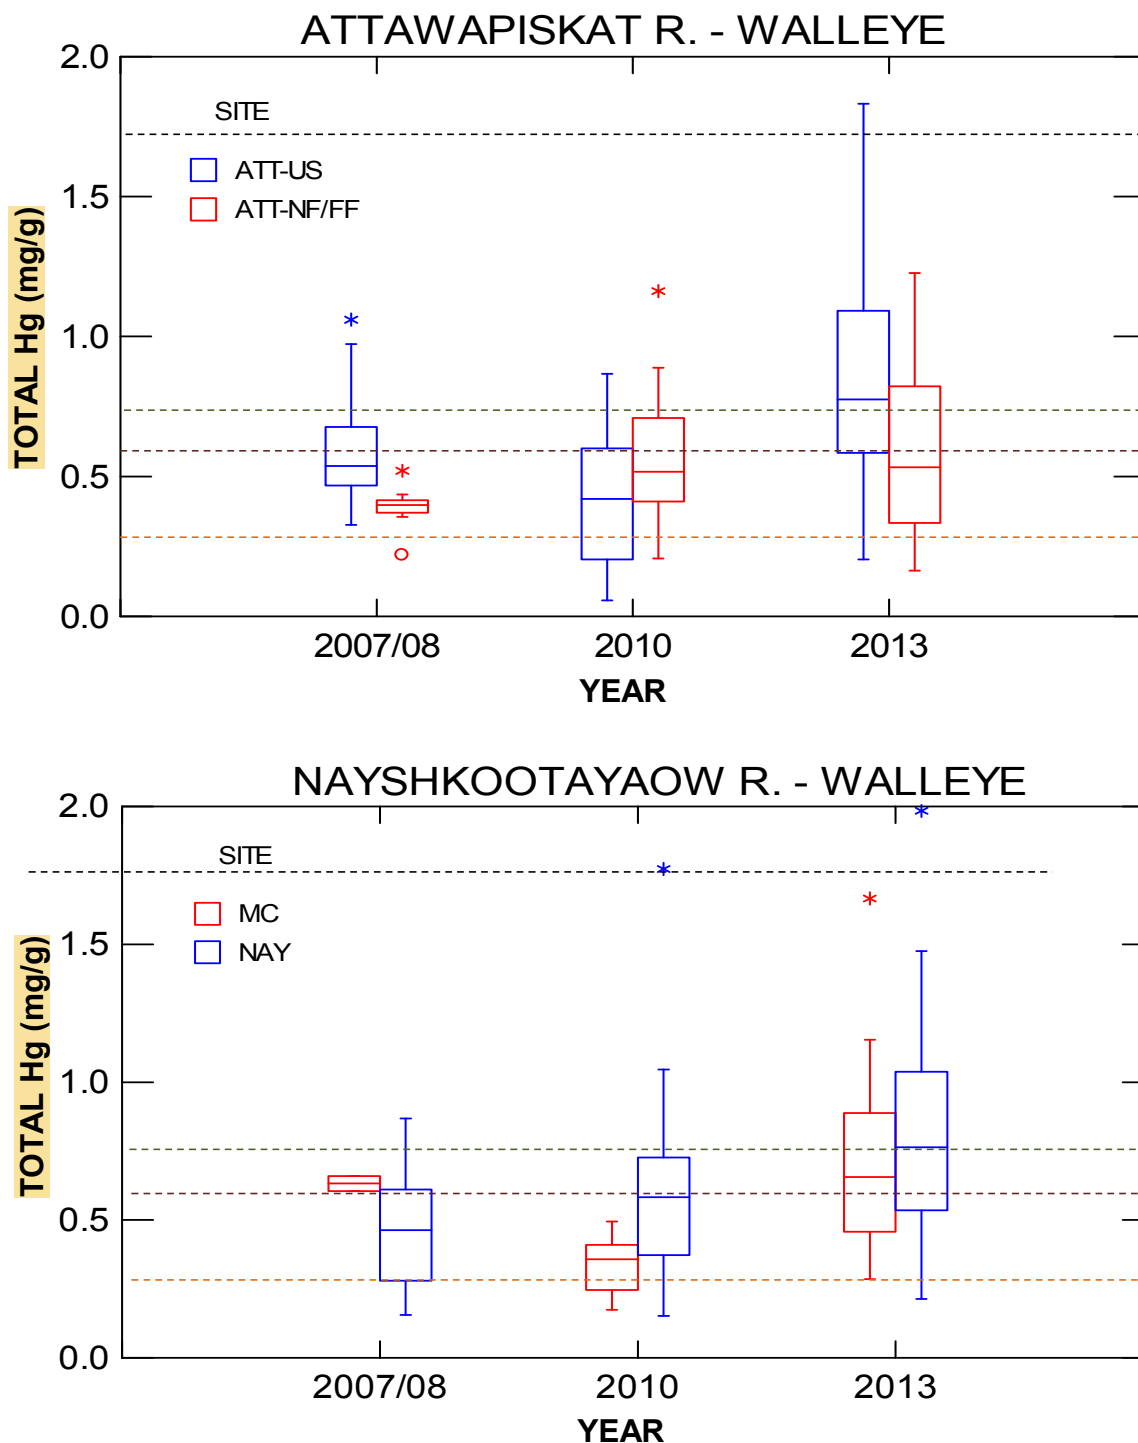 ATTAWAPISKAT R. - WALLEYE
2.0
SITE
ATT-US
1.5
ATT-NF/FF
TOTAL Hg (mg/g)
1.0
0.5
0.0
2007/08 2010 2013
YEAR
NAYSHKOOTAYAOW R. - WALLEYE
2.0
SITE
MC
1.5
NAY
TOTAL Hg (mg/g)
1.0
0.5
0.0
2007/08 2010 2013
YEAR